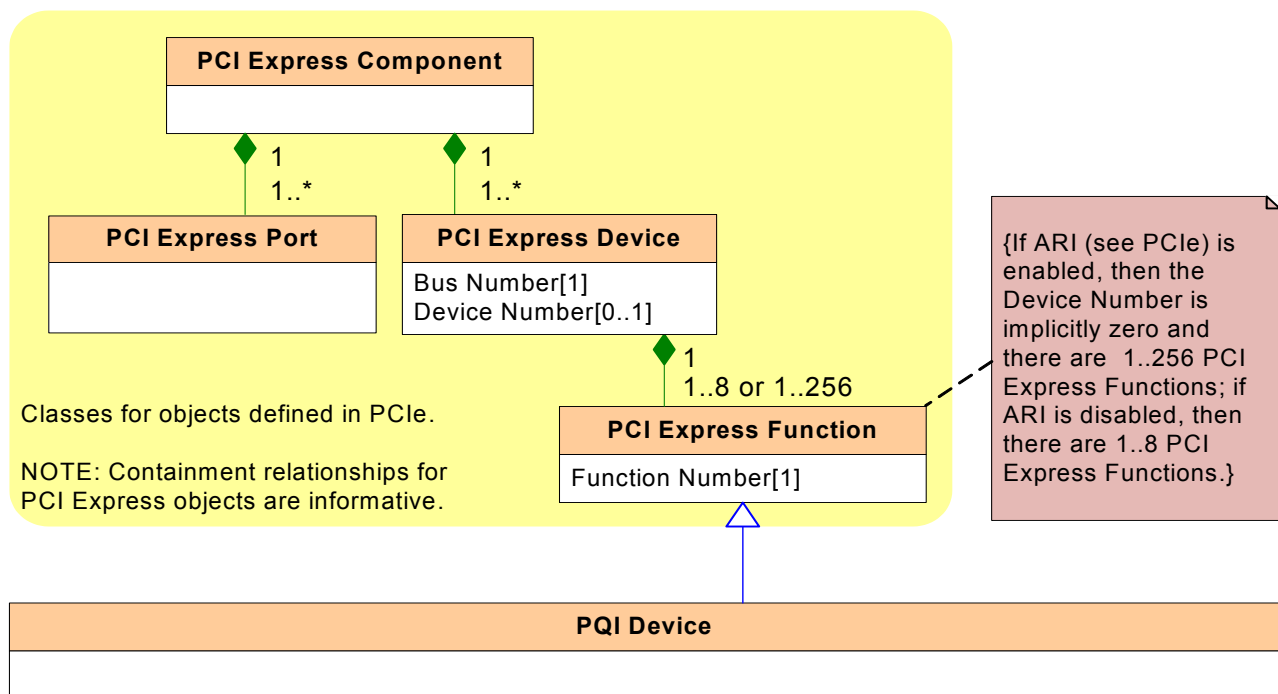 PCI Express Component
1
1..*
1
1..*
PCI Express Port
PCI Express Device
Bus Number[1]
Device Number[0..1]
1
1..8 or 1..256
PCI Express Function
Function Number[1]
Classes for objects defined in PCIe.
NOTE: Containment relationships for
PCI Express objects are informative.
{If ARI (see PCIe) is
enabled, then the
Device Number is
implicitly zero and
there are 1..256 PCI
Express Functions; if
ARI is disabled, then
there are 1..8 PCI
Express Functions.}
PQI Device